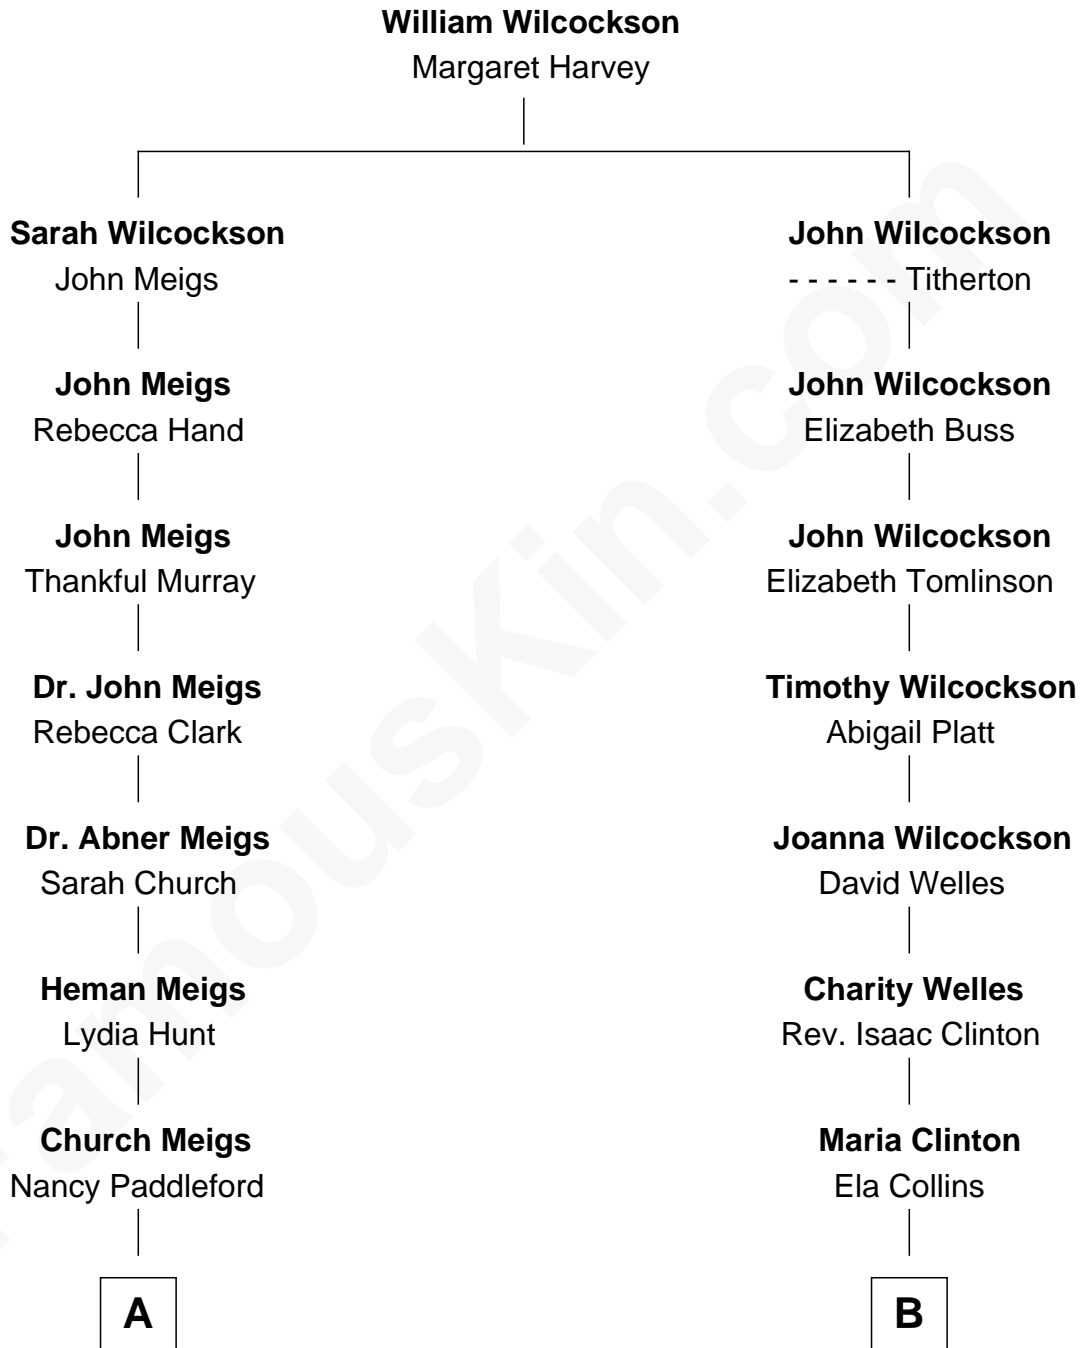 William Wilcockson
Margaret Harvey
Sarah Wilcockson
John Meigs
John Wilcockson
- - - - - - Titherton
John Meigs
Rebecca Hand
John Wilcockson
Elizabeth Buss
John Meigs
Thankful Murray
John Wilcockson
Elizabeth Tomlinson
Dr. John Meigs
Rebecca Clark
Timothy Wilcockson
Abigail Platt
Dr. Abner Meigs
Sarah Church
Joanna Wilcockson
David Welles
Heman Meigs
Lydia Hunt
Charity Welles
Rev. Isaac Clinton
Church Meigs
Nancy Paddleford
Maria Clinton
Ela Collins
A
B
FamousKin.com